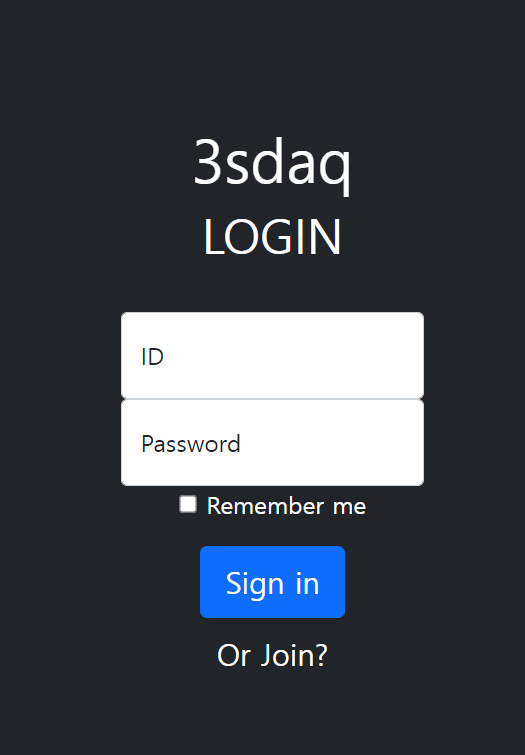 3sdaq
LOGIN
ID
Password
Remember me
Sign in
Or Join?